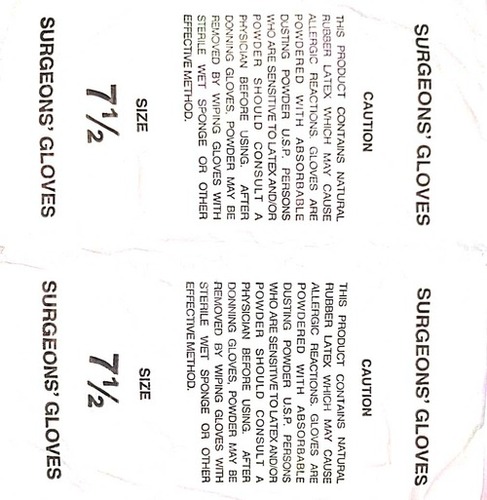 SURGEONS' GLOVES
CAUTION
THIS PRODUCT CONTAINS NATURAL
RUBBER LATEX WHICH MAY CAUSE
ALLERGIC REACTIONS. GLOVES ARE
POWDERED WITH ABSORBABLE
DUSTING POWDER U.S.P. PERSONS
WHO ARE SENSITIVE TO LATEX AND/OR
POWDER SHOULD CONSULT A
PHYSICIAN BEFORE USING. AFTER
DONNING GLOVES, POWDER MAY BE
REMOVED BY WIPING GLOVES WITH
STERILE WET SPONGE OR OTHER
EFFECTIVE METHOD.
SIZE
7½
SURGEONS' GLOVES
SURGEONS' GLOVES
CAUTION
THIS PRODUCT CONTAINS NATURAL
RUBBER LATEX WHICH MAY CAUSE
ALLERGIC REACTIONS. GLOVES ARE
POWDERED WITH ABSORBABLE
DUSTING POWDER U.S.P. PERSONS
WHO ARE SENSITIVE TO LATEX AND/OR
POWDER SHOULD CONSULT A
PHYSICIAN BEFORE USING. AFTER
DONNING GLOVES, POWDER MAY BE
REMOVED BY WIPING GLOVES WITH
STERILE WET SPONGE OR OTHER
EFFECTIVE METHOD.
SIZE
7½
SURGEONS' GLOVES